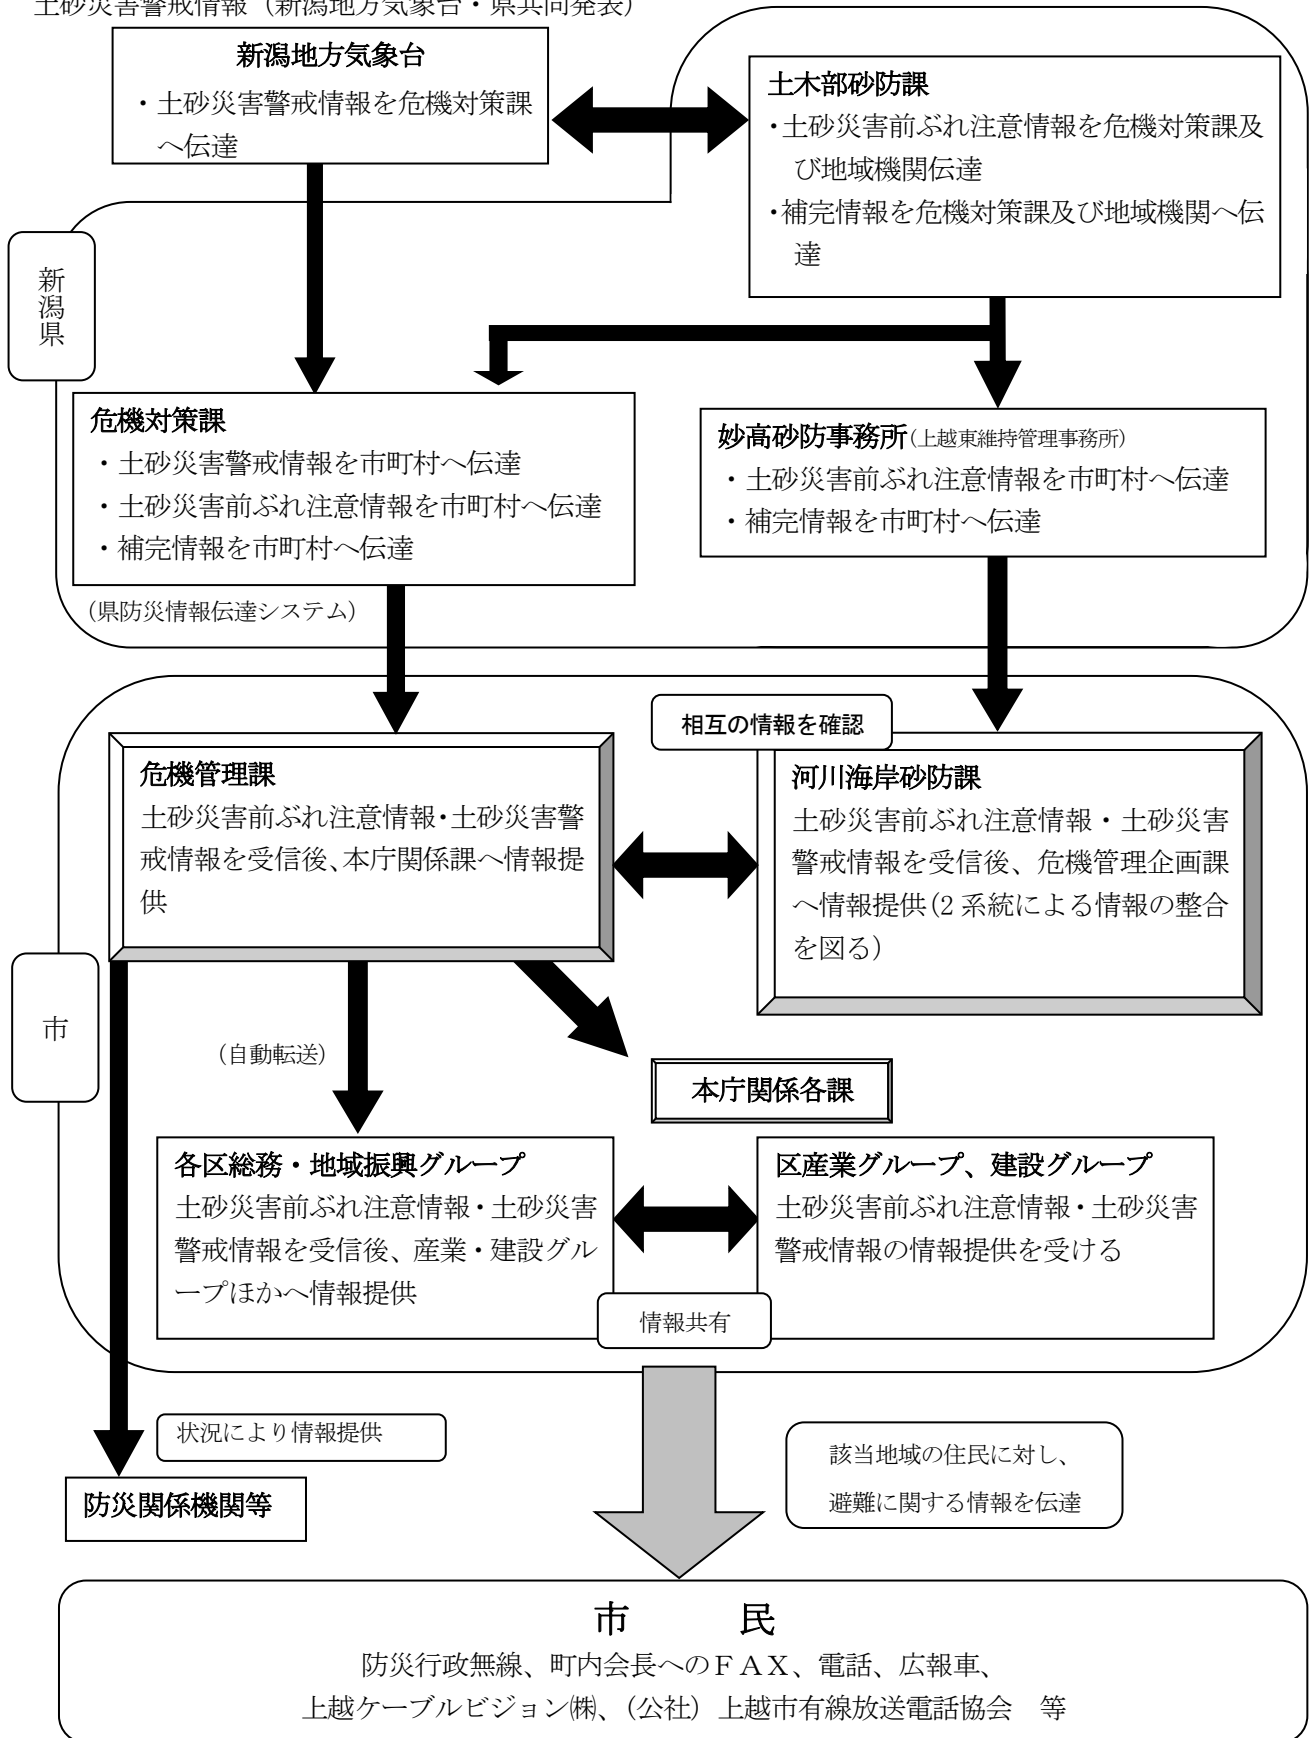 土砂災害警戒情報（新潟地方気象台・県共同発表）
新潟地方気象台
・土砂災害警戒情報を危機対策課
へ伝達
土木部砂防課
・土砂災害前ぶれ注意情報を危機対策課及
び地域機関伝達
・補完情報を危機対策課及び地域機関へ伝
達
新潟県
危機対策課
・土砂災害警戒情報を市町村へ伝達
・土砂災害前ぶれ注意情報を市町村へ伝達
・補完情報を市町村へ伝達
（県防災情報伝達システム）
妙高砂防事務所（上越東維持管理事務所）
・土砂災害前ぶれ注意情報を市町村へ伝達
・補完情報を市町村へ伝達
相互の情報を確認
危機管理課
土砂災害前ぶれ注意情報・土砂災害警
戒情報を受信後、本庁関係課へ情報提
供
河川海岸砂防課
土砂災害前ぶれ注意情報・土砂災害
警戒情報を受信後、危機管理企画課
へ情報提供（2系統による情報の整合
を図る）
市
（自動転送）
本庁関係各課
各区総務・地域振興グループ
土砂災害前ぶれ注意情報・土砂災害
警戒情報を受信後、産業・建設グル
ープほかへ情報提供
区産業グループ、建設グループ
土砂災害前ぶれ注意情報・土砂災害
警戒情報の情報提供を受ける
情報共有
状況により情報提供
防災関係機関等
該当地域の住民に対し、
避難に関する情報を伝達
市　　民
防災行政無線、町内会長へのＦＡＸ、電話、広報車、
上越ケーブルビジョン㈱、（公社）上越市有線放送電話協会　等